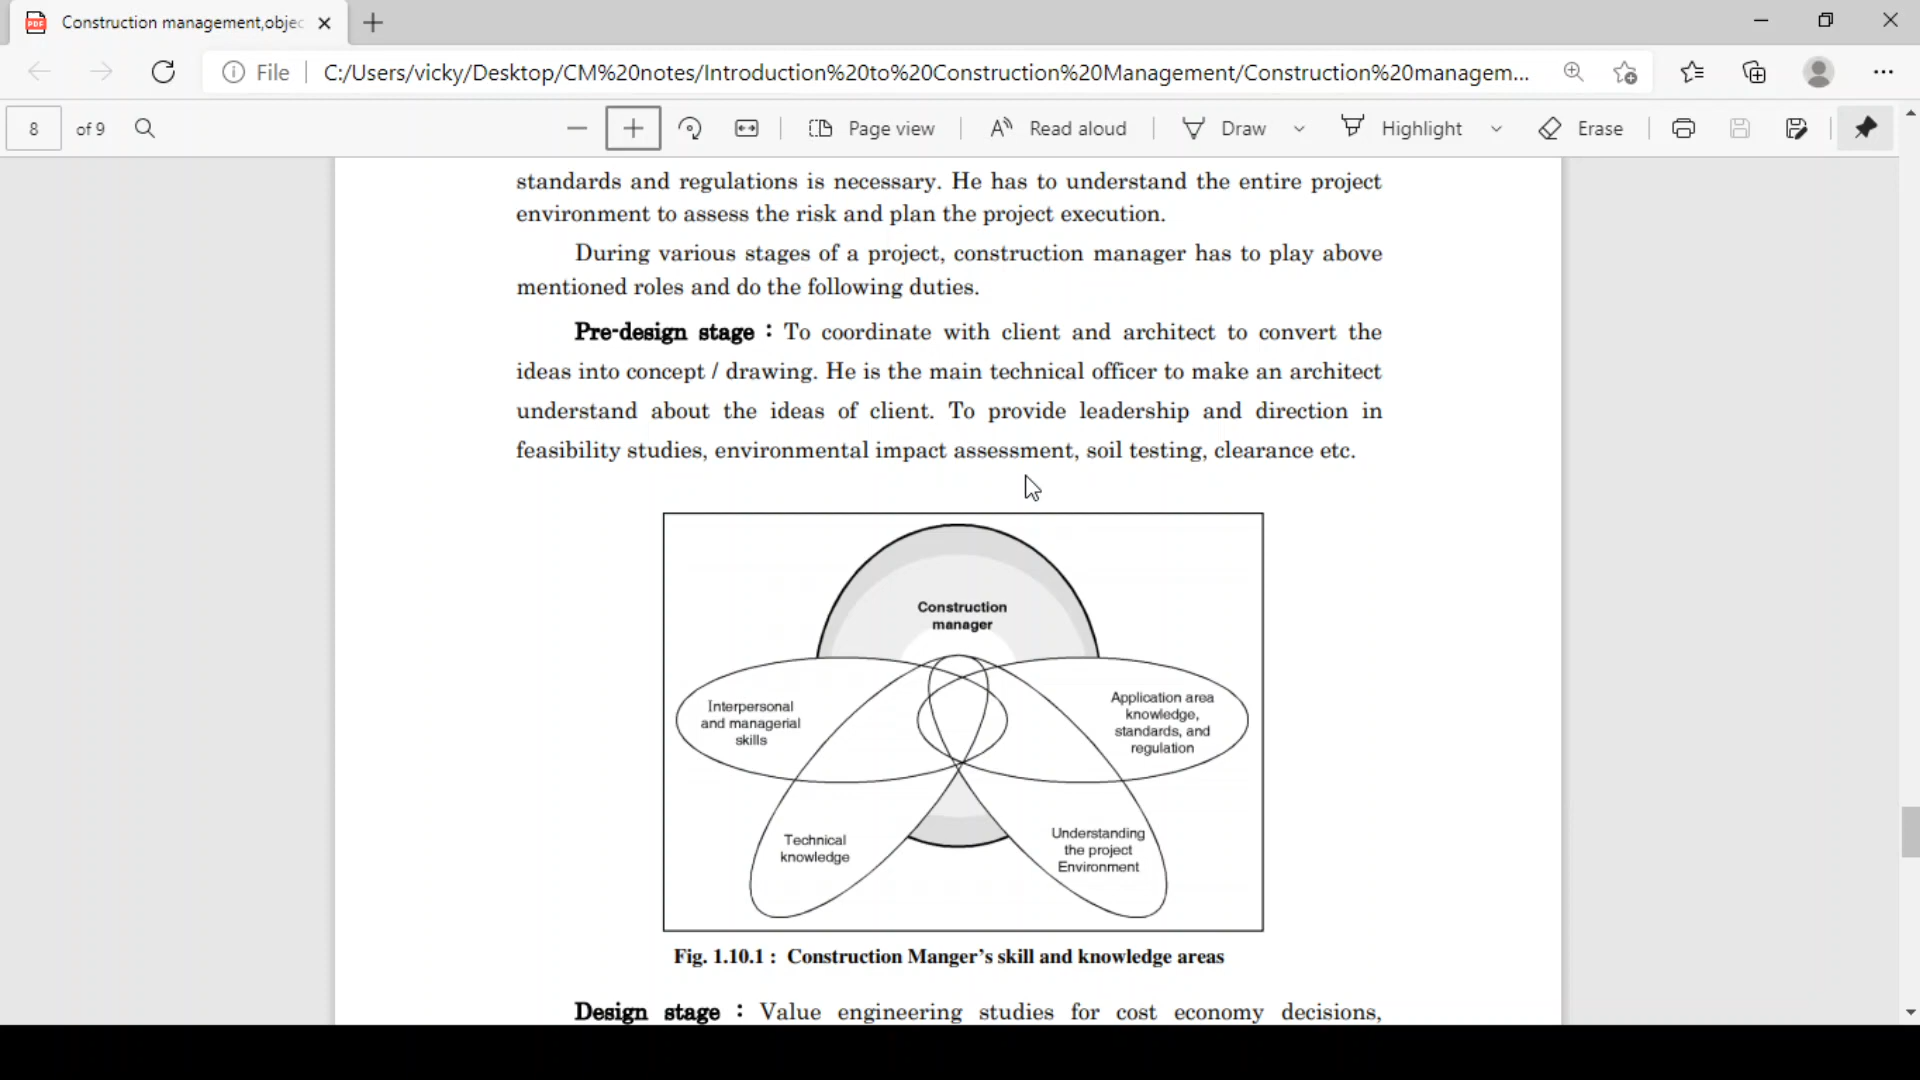 Construction management,objec
File
C:/Users/vicky/Desktop/CM%20notes/Introduction%20to%20Construction%20Management/Construction%20managem...
8 of 9
Page view
Read aloud
Draw
Highlight
Erase
standards and regulations is necessary. He has to understand the entire project
environment to assess the risk and plan the project execution.
During various stages of a project, construction manager has to play above
mentioned roles and do the following duties.
Pre-design stage : To coordinate with client and architect to convert the
ideas into concept / drawing. He is the main technical officer to make an architect
understand about the ideas of client. To provide leadership and direction in
feasibility studies, environmental impact assessment, soil testing, clearance etc.
Construction
manager
Interpersonal
and managerial
skills
Application area
knowledge,
standards, and
regulation
Technical
knowledge
Understanding
the project
Environment
Fig. 1.10.1 : Construction Manger's skill and knowledge areas
Design stage : Value engineering studies for cost economy decisions,